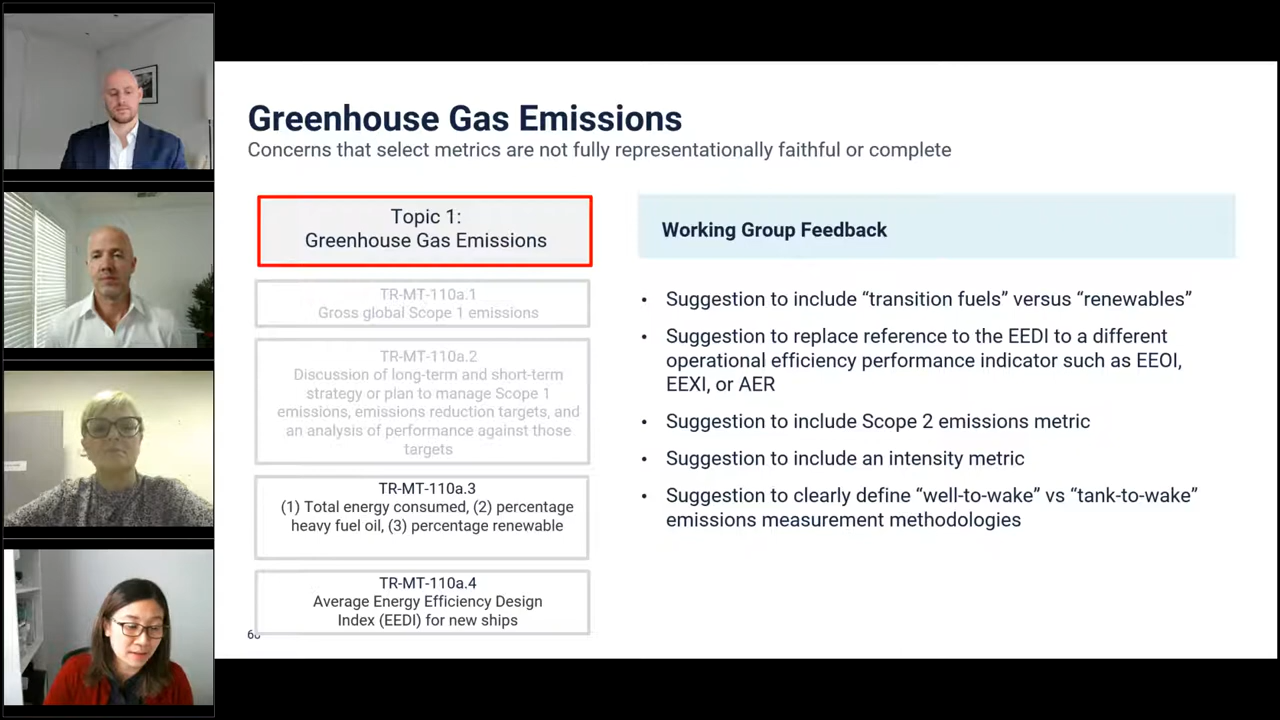 Greenhouse Gas Emissions
Concerns that select metrics are not fully representationally faithful or complete
Topic 1:
Greenhouse Gas Emissions
TR-MT-110a.1
Gross global Scope 1 emissions
TR-MT-110a.2
Discussion of long-term and short-term
strategy or plan to manage Scope 1
emissions, emissions reduction targets, and
an analysis of performance against those
targets
TR-MT-110a.3
(1) Total energy consumed, (2) percentage
heavy fuel oil, (3) percentage renewable
TR-MT-110a.4
Average Energy Efficiency Design
Index (EEDI) for new ships
Working Group Feedback
• Suggestion to include “transition fuels” versus “renewables”
• Suggestion to replace reference to the EEDI to a different
operational efficiency performance indicator such as EEOI,
EEXI, or AER
• Suggestion to include Scope 2 emissions metric
• Suggestion to include an intensity metric
• Suggestion to clearly define “well-to-wake” vs “tank-to-wake”
emissions measurement methodologies